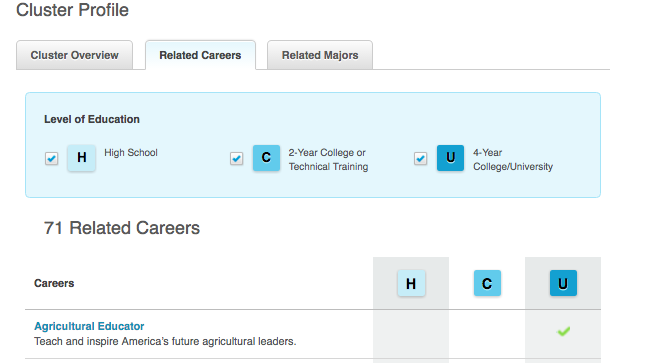 Cluster Profile
Cluster Overview
Related Careers
Related Majors
Level of Education
H
High School
C
2-Year College or
Technical Training
U
4-Year
College/University
71 Related Careers
Careers
H
C
U
Agricultural Educator
Teach and inspire America's future agricultural leaders.